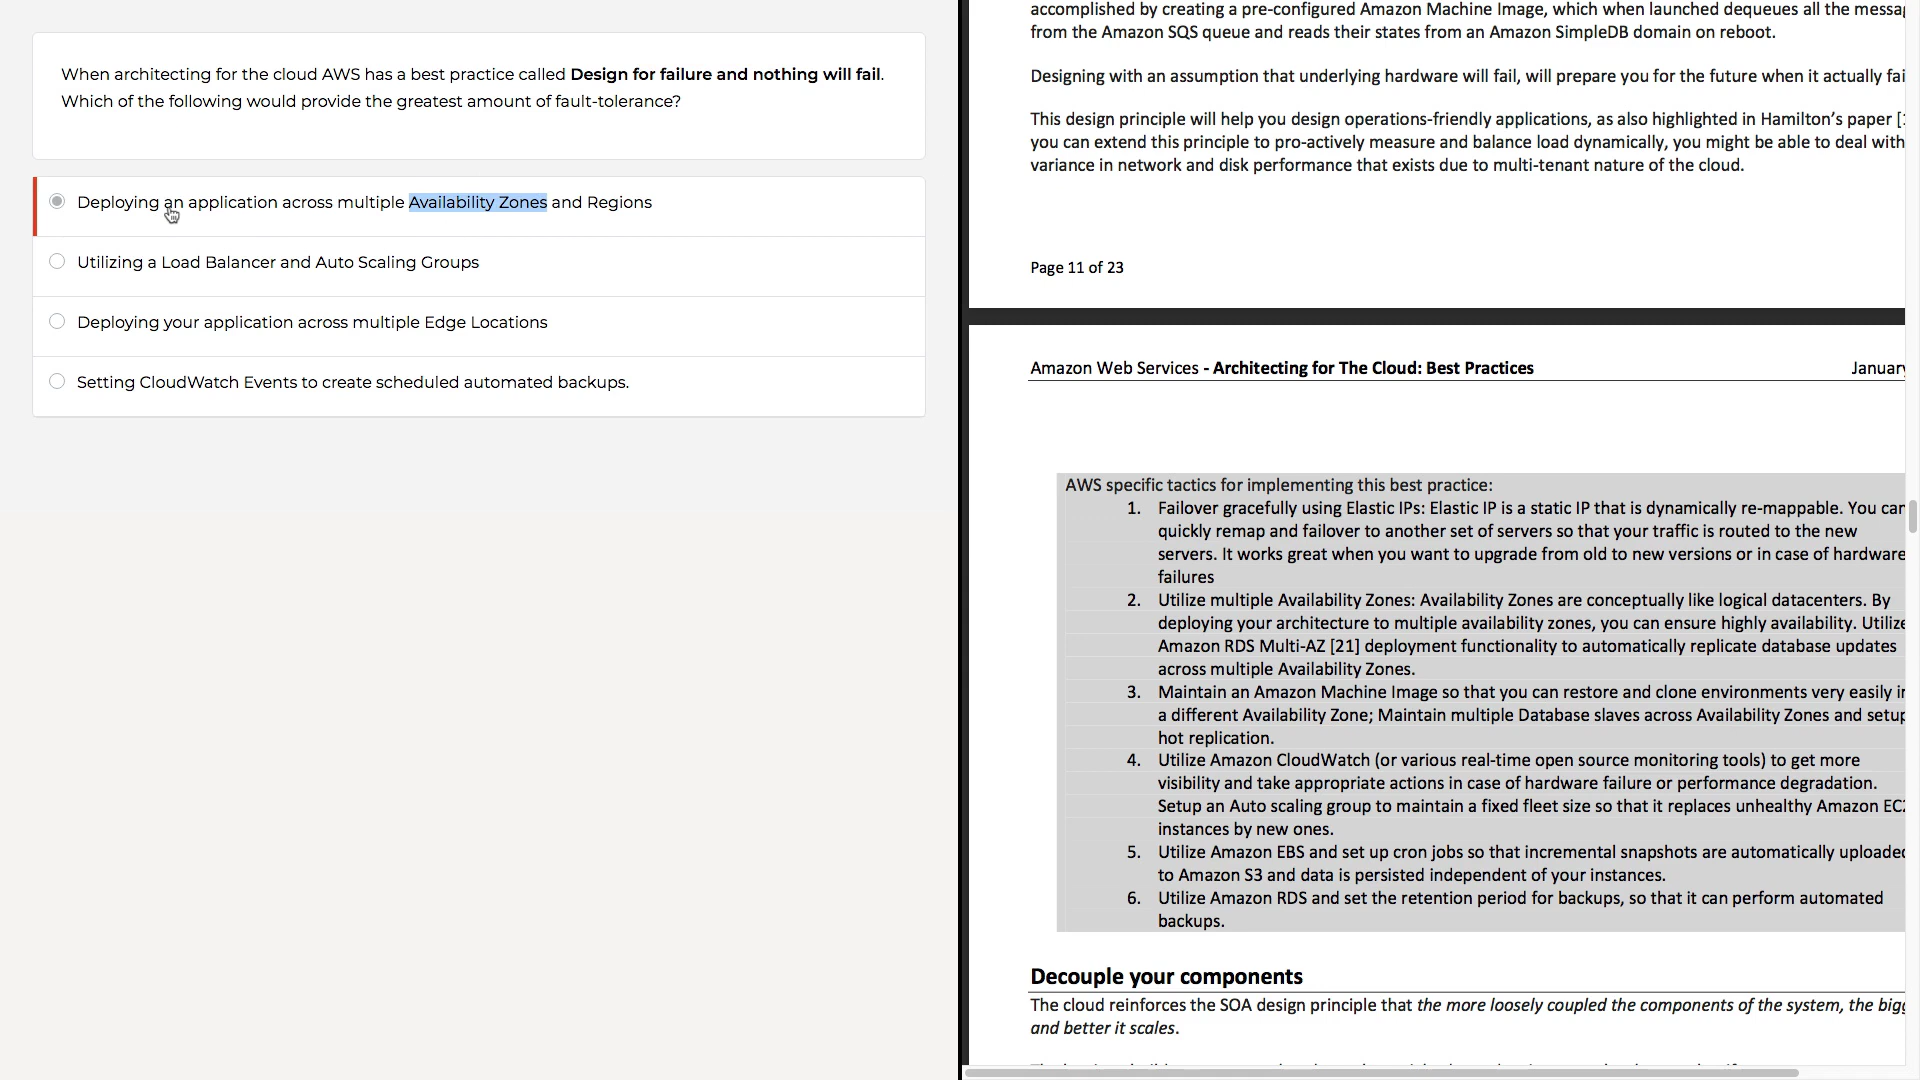 When architecting for the cloud AWS has a best practice called Design for failure and nothing will fail.
Which of the following would provide the greatest amount of fault-tolerance?
Deploying an application across multiple Availability Zones and Regions
Utilizing a Load Balancer and Auto Scaling Groups
Deploying your application across multiple Edge Locations
Setting CloudWatch Events to create scheduled automated backups.
accomplished by creating a pre-configured Amazon Machine Image, which when launched dequeues all the messa
from the Amazon SQS queue and reads their states from an Amazon SimpleDB domain on reboot.
Designing with an assumption that underlying hardware will fail, will prepare you for the future when it actually fai
This design principle will help you design operations-friendly applications, as also highlighted in Hamilton's paper [
you can extend this principle to pro-actively measure and balance load dynamically, you might be able to deal with
variance in network and disk performance that exists due to multi-tenant nature of the cloud.
Page 11 of 23
Amazon Web Services - Architecting for The Cloud: Best Practices January
AWS specific tactics for implementing this best practice:
1. Failover gracefully using Elastic IPs: Elastic IP is a static IP that is dynamically re-mappable. You can
quickly remap and failover to another set of servers so that your traffic is routed to the new
servers. It works great when you want to upgrade from old to new versions or in case of hardware
failures
2. Utilize multiple Availability Zones: Availability Zones are conceptually like logical datacenters. By
deploying your architecture to multiple availability zones, you can ensure highly availability. Utilize
Amazon RDS Multi-AZ [21] deployment functionality to automatically replicate database updates
across multiple Availability Zones.
3. Maintain an Amazon Machine Image so that you can restore and clone environments very easily in
a different Availability Zone; Maintain multiple Database slaves across Availability Zones and setup
hot replication.
4. Utilize Amazon CloudWatch (or various real-time open source monitoring tools) to get more
visibility and take appropriate actions in case of hardware failure or performance degradation.
Setup an Auto scaling group to maintain a fixed fleet size so that it replaces unhealthy Amazon EC2
instances by new ones.
5. Utilize Amazon EBS and set up cron jobs so that incremental snapshots are automatically uploaded
to Amazon S3 and data is persisted independent of your instances.
6. Utilize Amazon RDS and set the retention period for backups, so that it can perform automated
backups.
Decouple your components
The cloud reinforces the SOA design principle that the more loosely coupled the components of the system, the bigg
and better it scales.